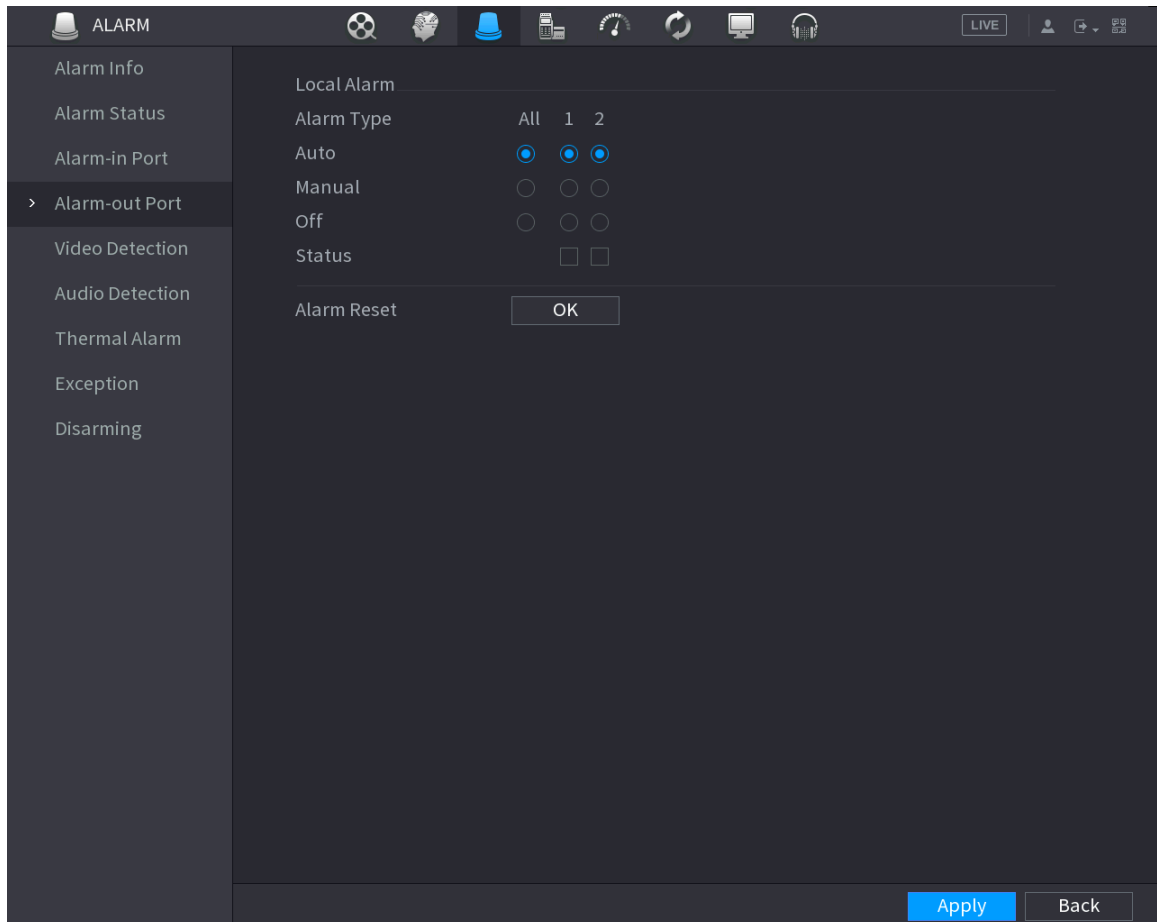 ALARM
LIVE
Alarm Info
Alarm Status
Alarm-in Port
Alarm-out Port
Video Detection
Audio Detection
Thermal Alarm
Exception
Disarming
Local Alarm
Alarm Type All 1 2
Auto
Manual
Off
Status
Alarm Reset OK
Apply Back